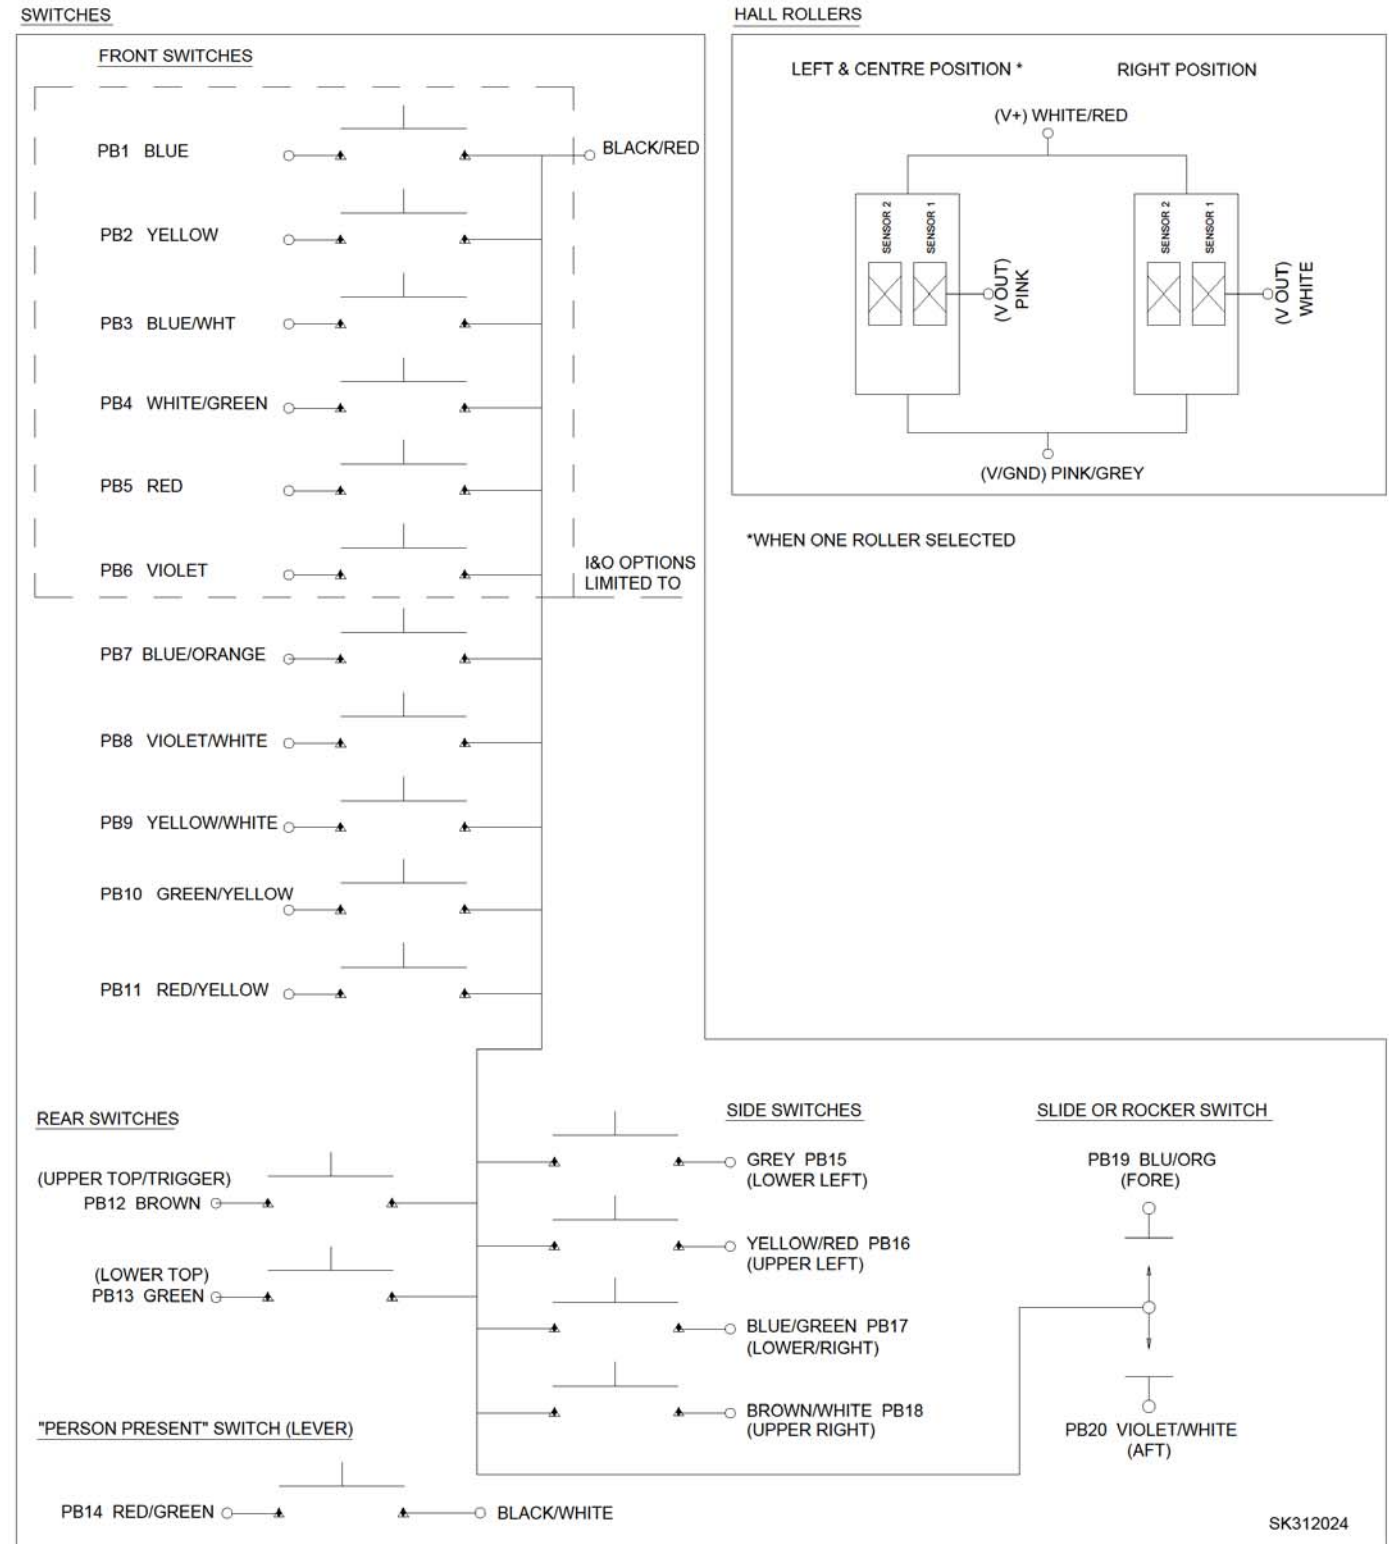 SWITCHES
FRONT SWITCHES
PB1 BLUE
BLACK/RED
PB2 YELLOW
PB3 BLUE/WHT
PB4 WHITE/GREEN
PB5 RED
PB6 VIOLET
I&O OPTIONS
LIMITED TO
PB7 BLUE/ORANGE
PB8 VIOLET/WHITE
PB9 YELLOW/WHITE
PB10 GREEN/YELLOW
PB11 RED/YELLOW
HALL ROLLERS
LEFT & CENTRE POSITION *
RIGHT POSITION
(V+) WHITE/RED
SENSOR 2
SENSOR 1
(V OUT)
PINK
SENSOR 2
SENSOR 1
(V OUT)
WHITE
(V/GND) PINK/GREY
*WHEN ONE ROLLER SELECTED
REAR SWITCHES
(UPPER TOP/TRIGGER)
PB12 BROWN
(LOWER TOP)
PB13 GREEN
"PERSON PRESENT" SWITCH (LEVER)
PB14 RED/GREEN
BLACK/WHITE
SIDE SWITCHES
GREY PB15
(LOWER LEFT)
YELLOW/RED PB16
(UPPER LEFT)
BLUE/GREEN PB17
(LOWER/RIGHT)
BROWN/WHITE PB18
(UPPER RIGHT)
SLIDE OR ROCKER SWITCH
PB19 BLU/ORG
(FORE)
PB20 VIOLET/WHITE
(AFT)
SK312024